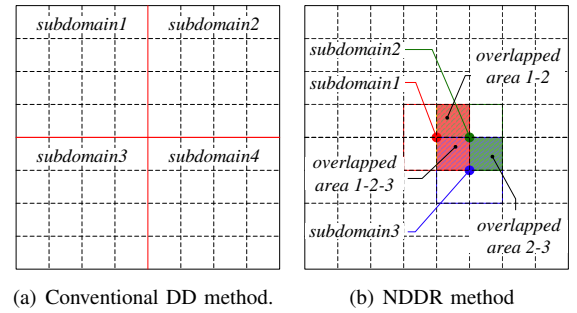 subdomain1
subdomain2
subdomain3
subdomain4
subdomain2
overlapped
area 1-2
subdomain1
overlapped
area 1-2-3
subdomain3
overlapped
area 2-3
(a) Conventional DD method.
(b) NDDR method